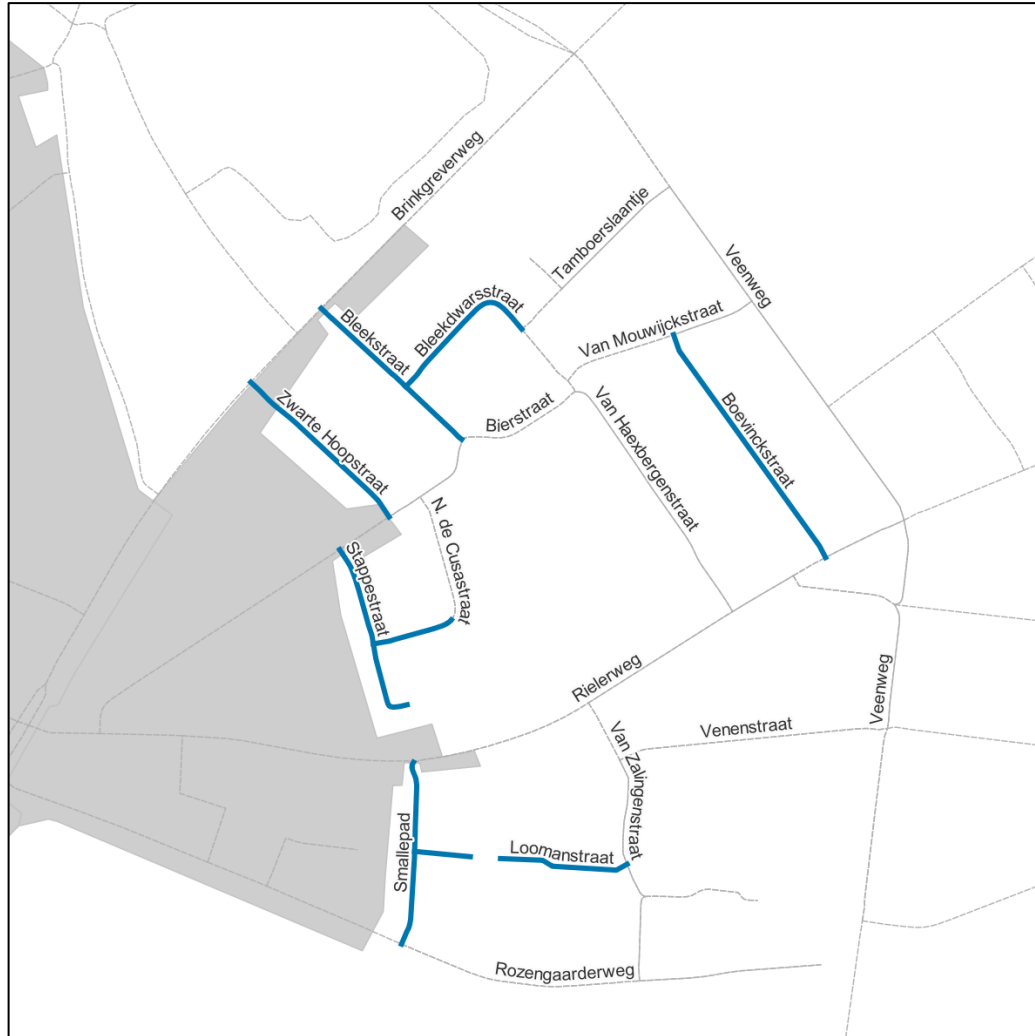 Brinkgreverweg
Tamboerslaantje
Veenweg
Bleekdwarsstraat
Bleekstraat
Van Mouwijckstraat
Zwarte Hoopstraat
Bierstraat
Van Haexbergenstraat
Boevinckstraat
N. de Cusastraat
Stappestraat
Rielerweg
Veenweg
Venenstraat
Van Zalingenstraat
Smallepad
Loomanstraat
Rozengaarderweg